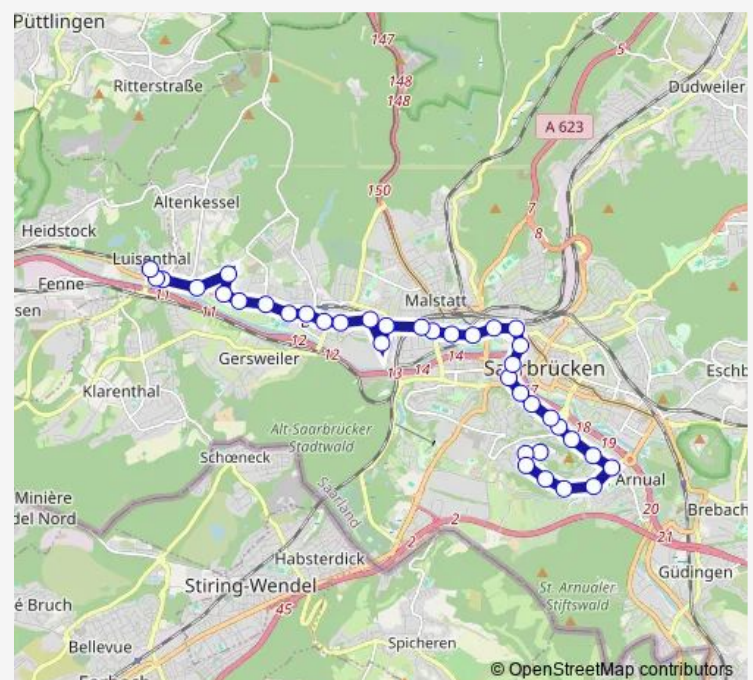 Püttlingen
147
5
148
148
Ritterstraße
Dudweiler
A 623
150
Altenkessel
7
8
Heidstock
Luisenthal
Fenne
11
11
Malstatt
sen
12
12
14
14
13
Gersweiler
Saarbrücken
Eschb
17
Klarenthal
Alt-Saarbrücker
Stadtwald
18
19
Schœneck
Arnual
Saarland
Minière
del Nord
20
Brebach
2
2
21
Habsterdick
Güdingen
Stiring-Wendel
St. Arnualer
Stiftswald
45
é Bruch
Bellevue
Spicheren
© OpenStreetMap contributors